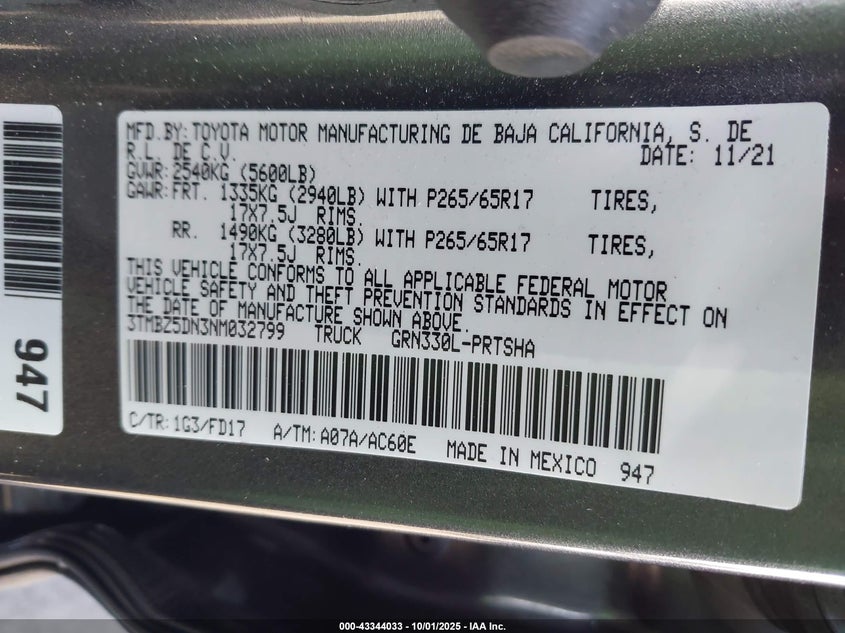 MFD.BY: TOYOTA MOTOR MANUFACTURING DE BAJA CALIFORNIA, S. DE
R.L. DE C.V. DATE: 11/21
GVWR: 2540KG (5600LB)
GAWR: FRT. 1335KG (2940LB) WITH P265/65R17 TIRES,
17X7.5J RIMS.
RR. 1490KG (3280LB) WITH P265/65R17 TIRES,
17X7.5J RIMS.
THIS VEHICLE CONFORMS TO ALL APPLICABLE FEDERAL MOTOR
VEHICLE SAFETY AND THEFT PREVENTION STANDARDS IN EFFECT ON
THE DATE OF MANUFACTURE SHOWN ABOVE.
3TMBZ5DN3NM032799 TRUCK GRN330L-PRTSHA
C/TR: 1G3/FD17 A/TM: A07A/AC60E MADE IN MEXICO 947
947
000-43344033 - 10/01/2025 - IAA Inc.